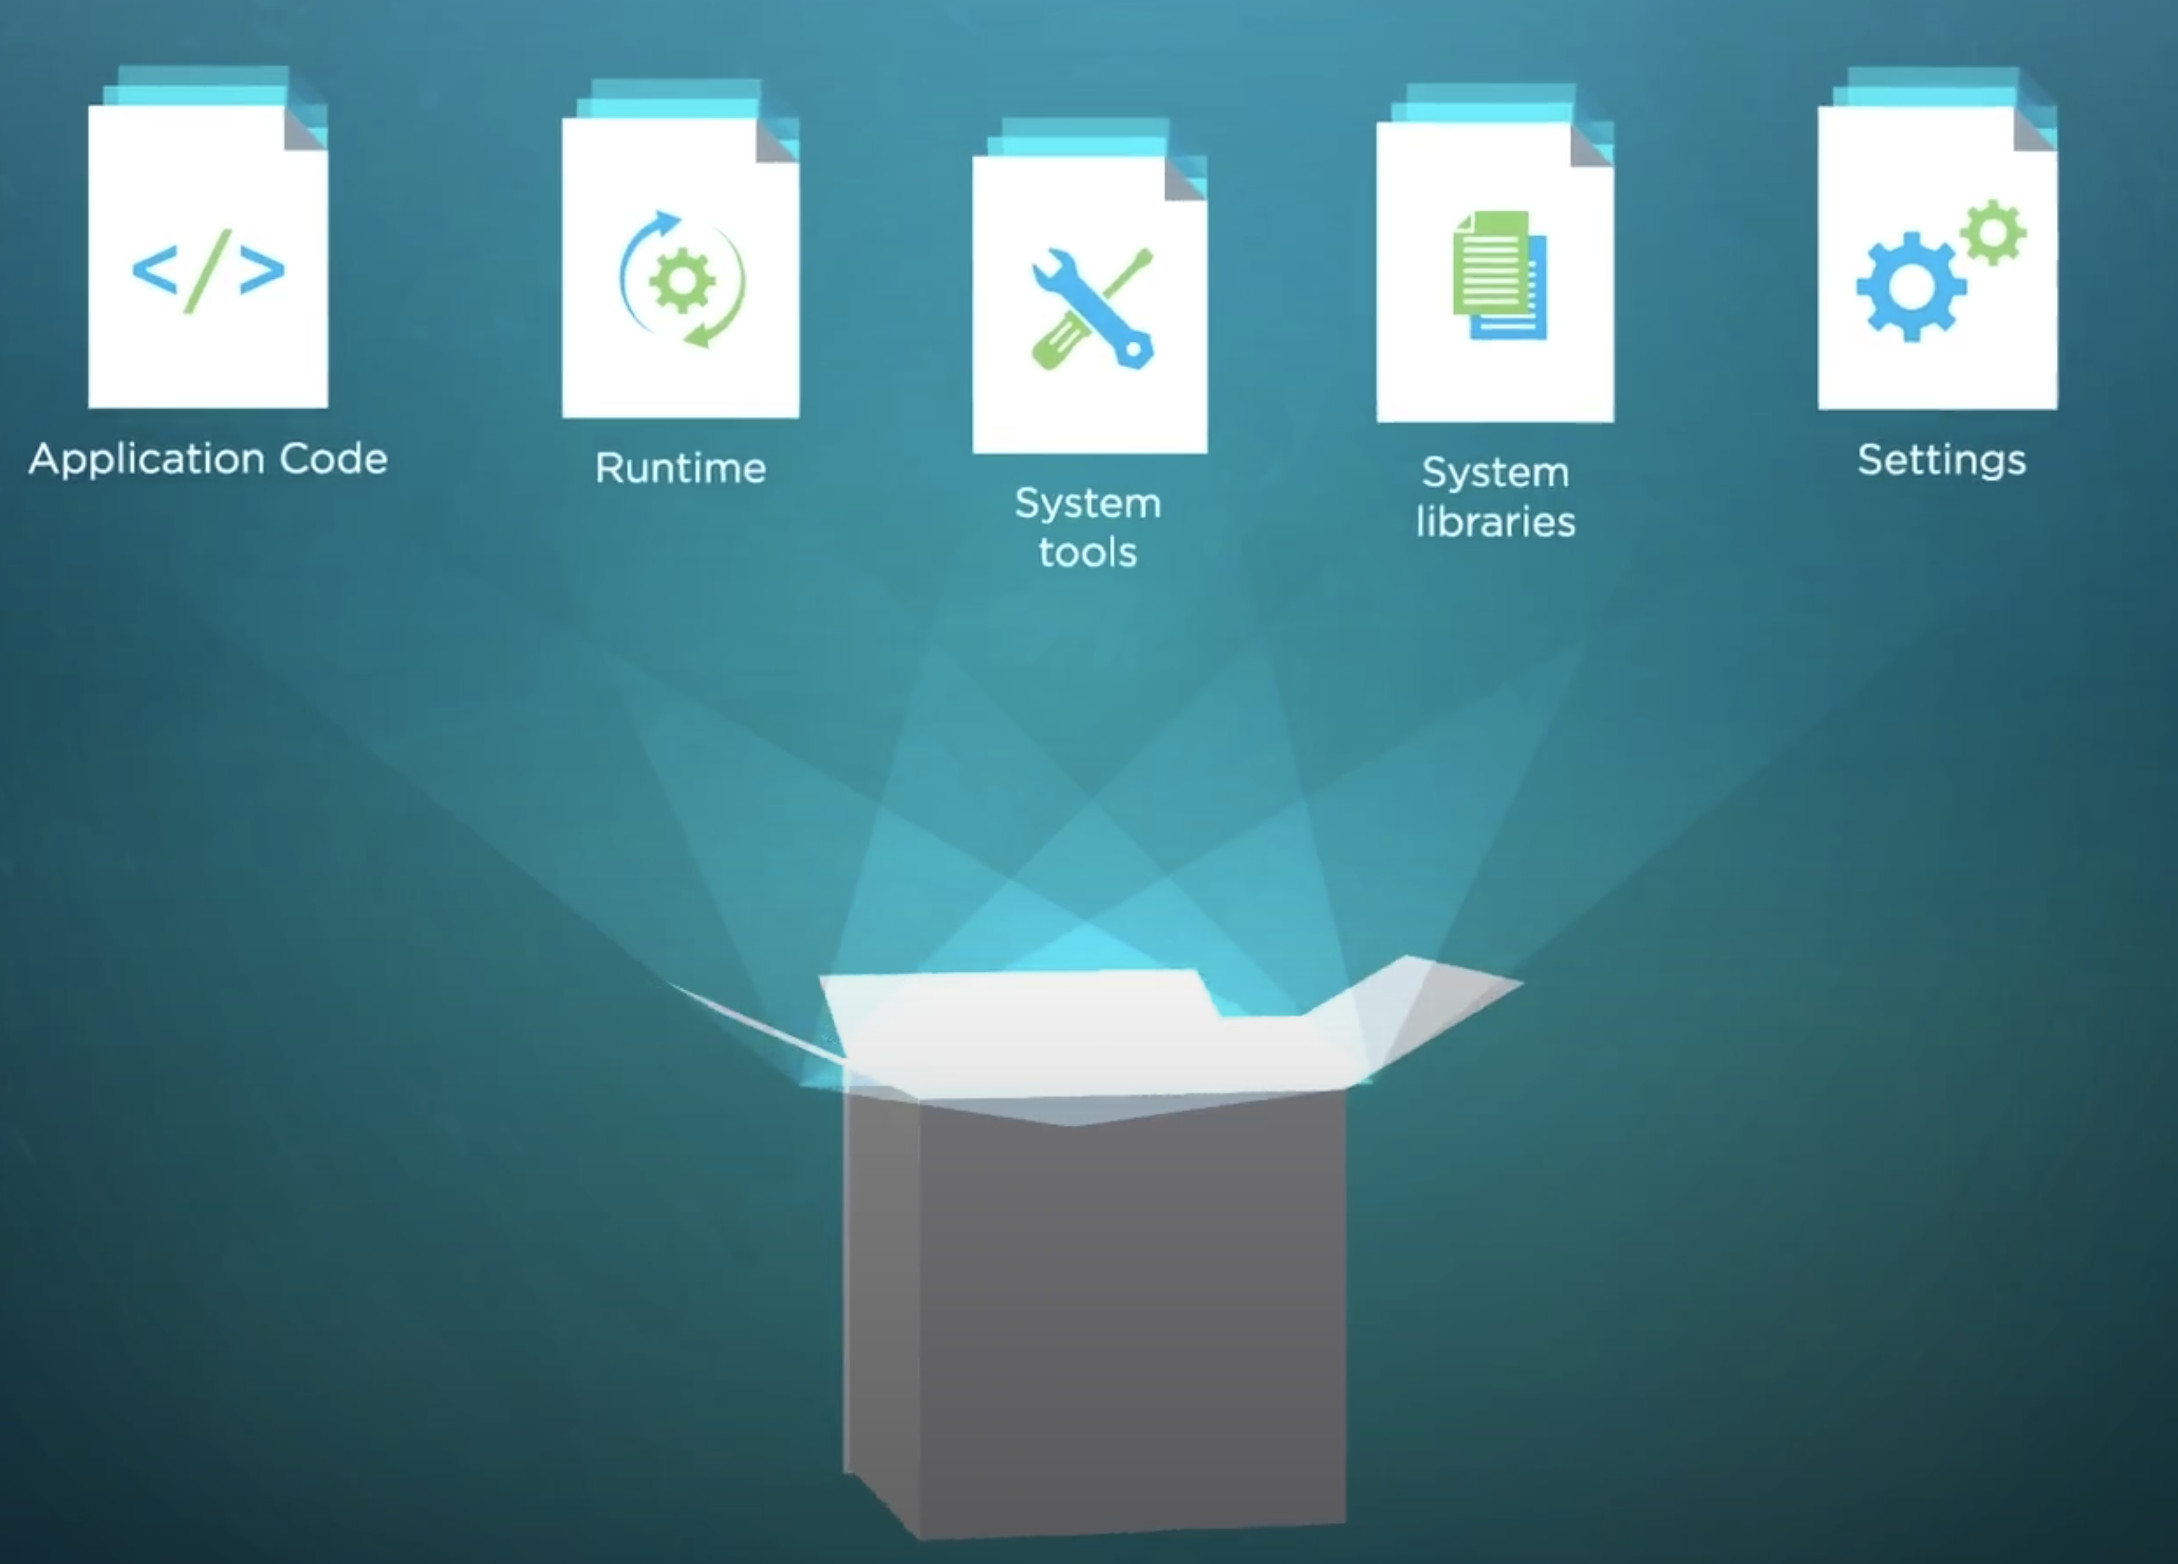 Application Code
Runtime
System
tools
System
libraries
Settings